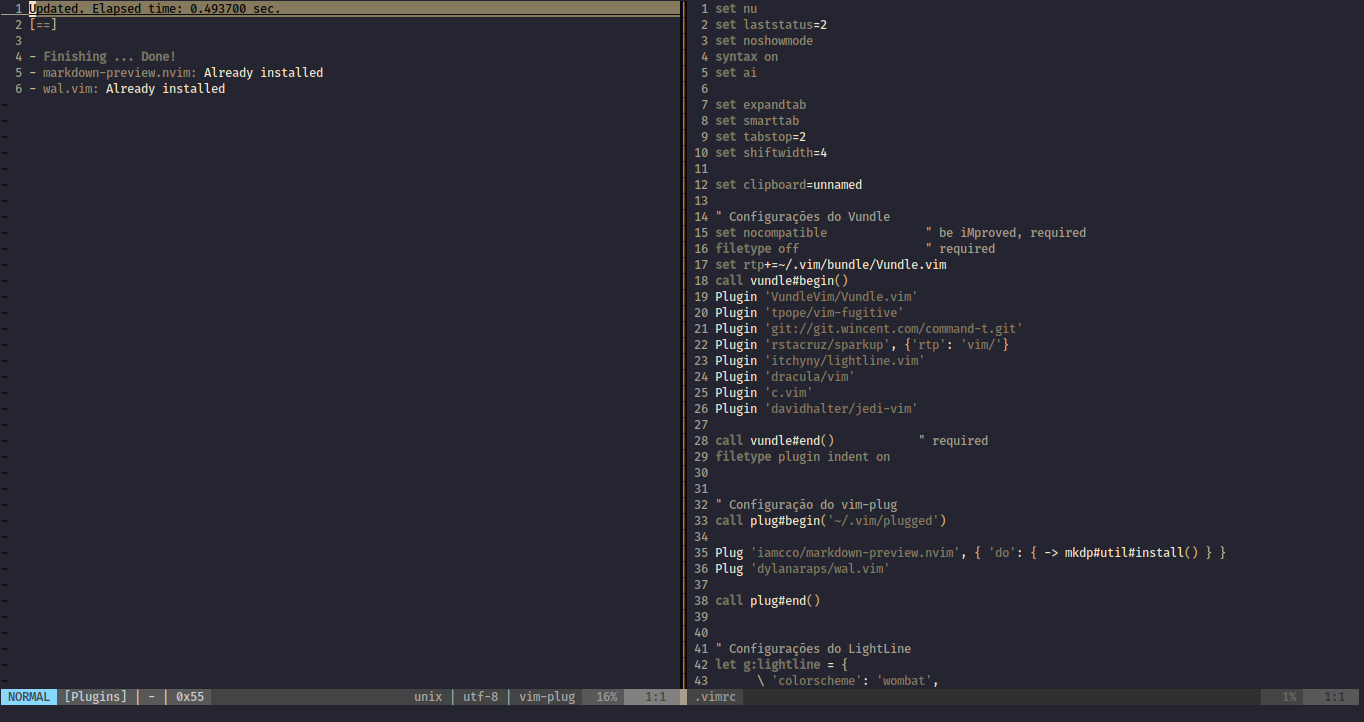 1 Updated. Elapsed time: 0.493700 sec.
2 [==]
3
4 - Finishing ... Done!
5 - markdown-preview.nvim: Already installed
6 - wal.vim: Already installed
NORMAL [Plugins] | - | 0x55 unix | utf-8 | vim-plug 16% 1:1
1 set nu
2 set laststatus=2
3 set noshowmode
4 syntax on
5 set ai
6
7 set expandtab
8 set smarttab
9 set tabstop=2
10 set shiftwidth=4
11
12 set clipboard=unnamed
13
14 " Configurações do Vundle
15 set nocompatible " be iMproved, required
16 filetype off " required
17 set rtp+=~/.vim/bundle/Vundle.vim
18 call vundle#begin()
19 Plugin 'VundleVim/Vundle.vim'
20 Plugin 'tpope/vim-fugitive'
21 Plugin 'git://git.wincent.com/command-t.git'
22 Plugin 'rstacruz/sparkup', {'rtp': 'vim/'}
23 Plugin 'itchyny/lightline.vim'
24 Plugin 'dracula/vim'
25 Plugin 'c.vim'
26 Plugin 'davidhalter/jedi-vim'
27
28 call vundle#end() " required
29 filetype plugin indent on
30
31
32 " Configuração do vim-plug
33 call plug#begin('~/.vim/plugged')
34
35 Plug 'iamcco/markdown-preview.nvim', { 'do': { -> mkdp#util#install() } }
36 Plug 'dylanaraps/wal.vim'
37
38 call plug#end()
39
40
41 " Configurações do LightLine
42 let g:lightline = {
43 \ 'colorscheme': 'wombat',
.vimrc 1% 1:1